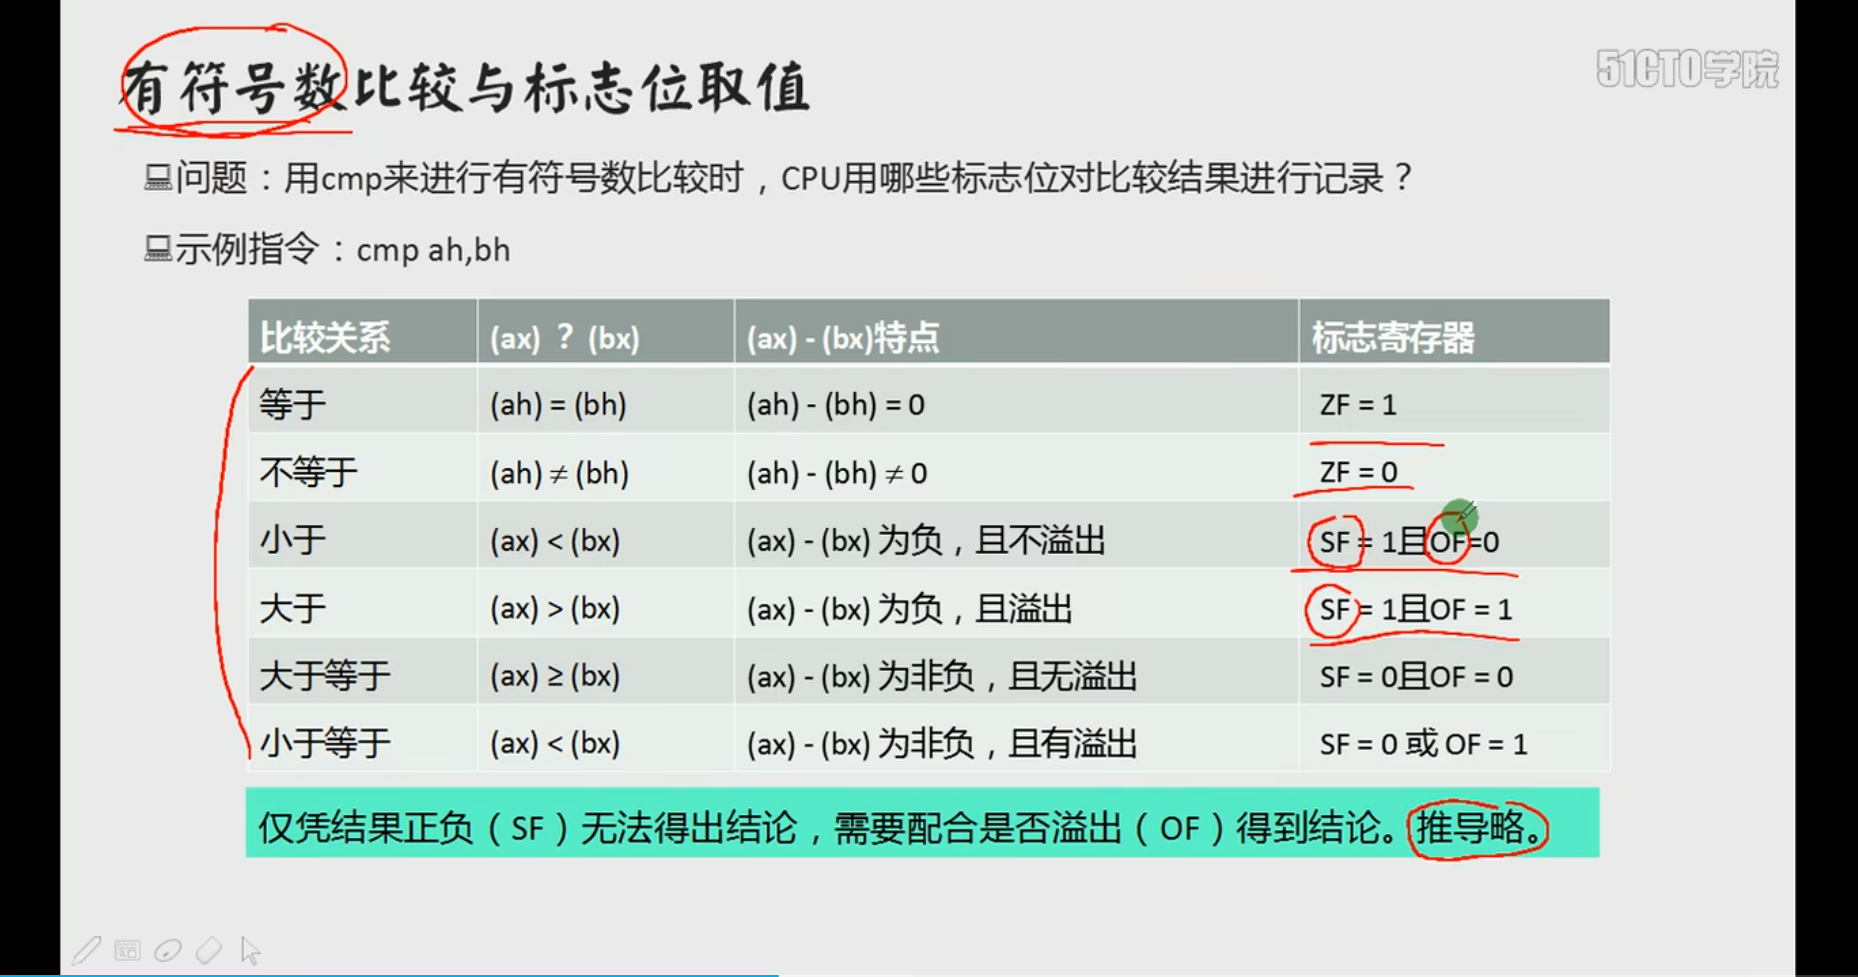 有符号数比较与标志位取值
51CTO学院
问题：用cmp来进行有符号数比较时，CPU用哪些标志位对比较结果进行记录？
示例指令：cmp ah,bh
比较关系 (ax) ？ (bx) (ax) - (bx)特点 标志寄存器
等于 (ah) = (bh) (ah) - (bh) = 0 ZF = 1
不等于 (ah) ≠ (bh) (ah) - (bh) ≠ 0 ZF = 0
小于 (ax) < (bx) (ax) - (bx) 为负，且不溢出 SF = 1且OF=0
大于 (ax) > (bx) (ax) - (bx) 为负，且溢出 SF = 1且OF = 1
大于等于 (ax) ≥ (bx) (ax) - (bx) 为非负，且无溢出 SF = 0且OF = 0
小于等于 (ax) < (bx) (ax) - (bx) 为非负，且有溢出 SF = 0 或 OF = 1
仅凭结果正负（SF）无法得出结论，需要配合是否溢出（OF）得到结论。推导略。